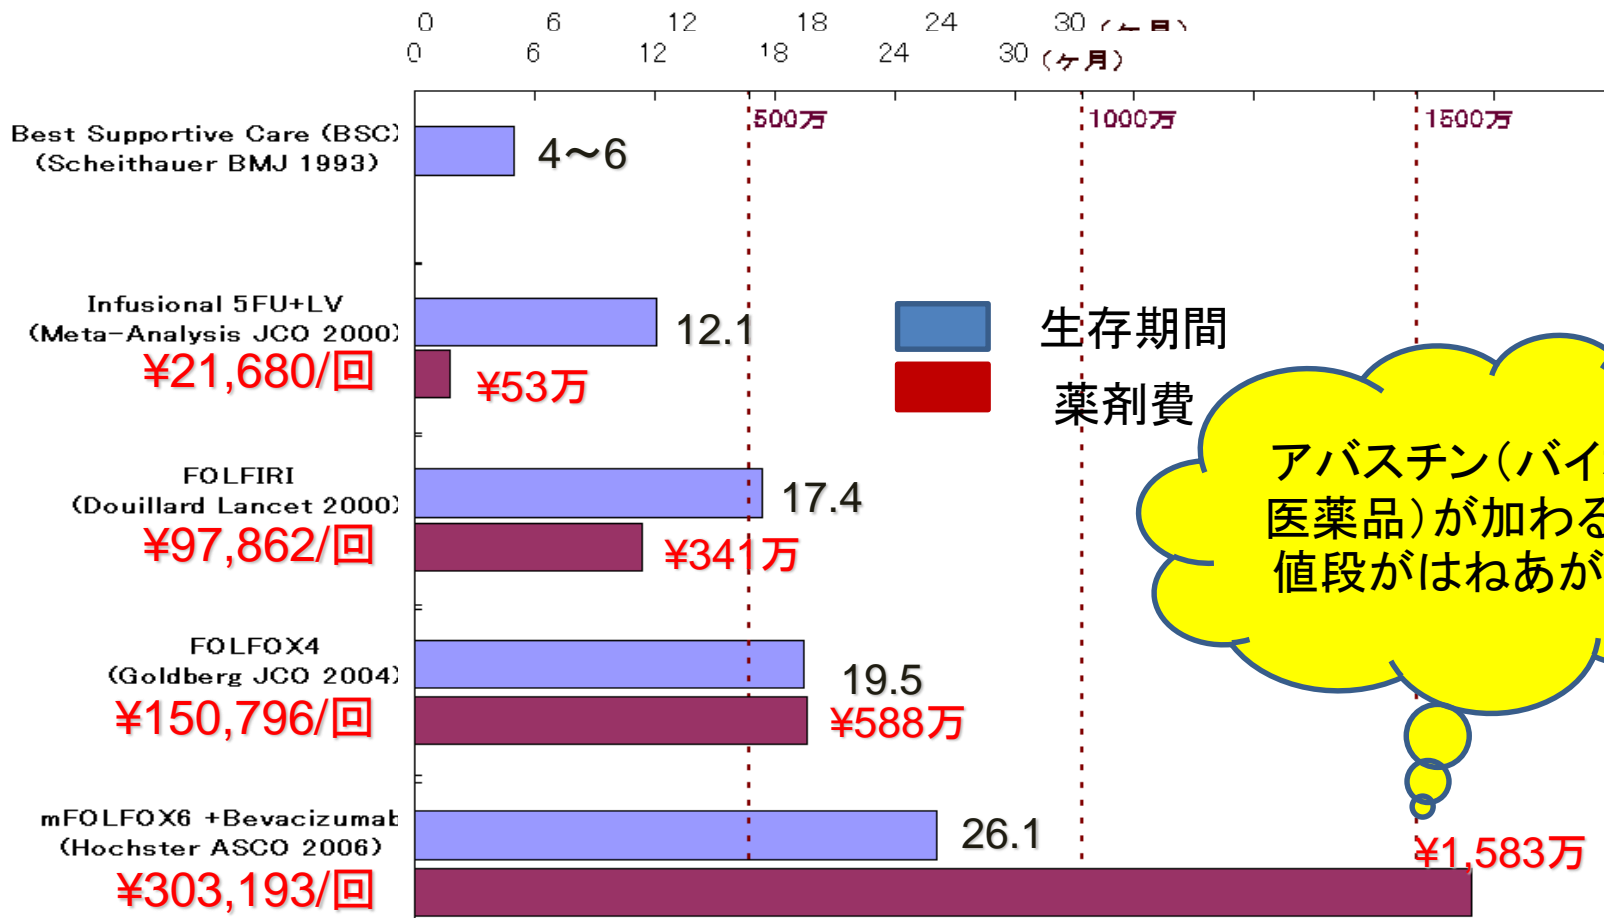 0 6 12 18 24 30 (ヶ月)
0 6 12 18 24 30 (ヶ月)
500万 1000万 1500万
Best Supportive Care (BSC)
(Scheithauer BMJ 1993)
4～6
Infusional 5FU+LV
(Meta-Analysis JCO 2000)
¥21,680/回
12.1
¥53万
生存期間
薬剤費
アバスチン（バイ
医薬品）が加わる
値段がはねあが
FOLFIRI
(Douillard Lancet 2000)
¥97,862/回
17.4
¥341万
FOLFOX4
(Goldberg JCO 2004)
¥150,796/回
19.5
¥588万
mFOLFOX6 +Bevacizumab
(Hochster ASCO 2006)
¥303,193/回
26.1
¥1,583万